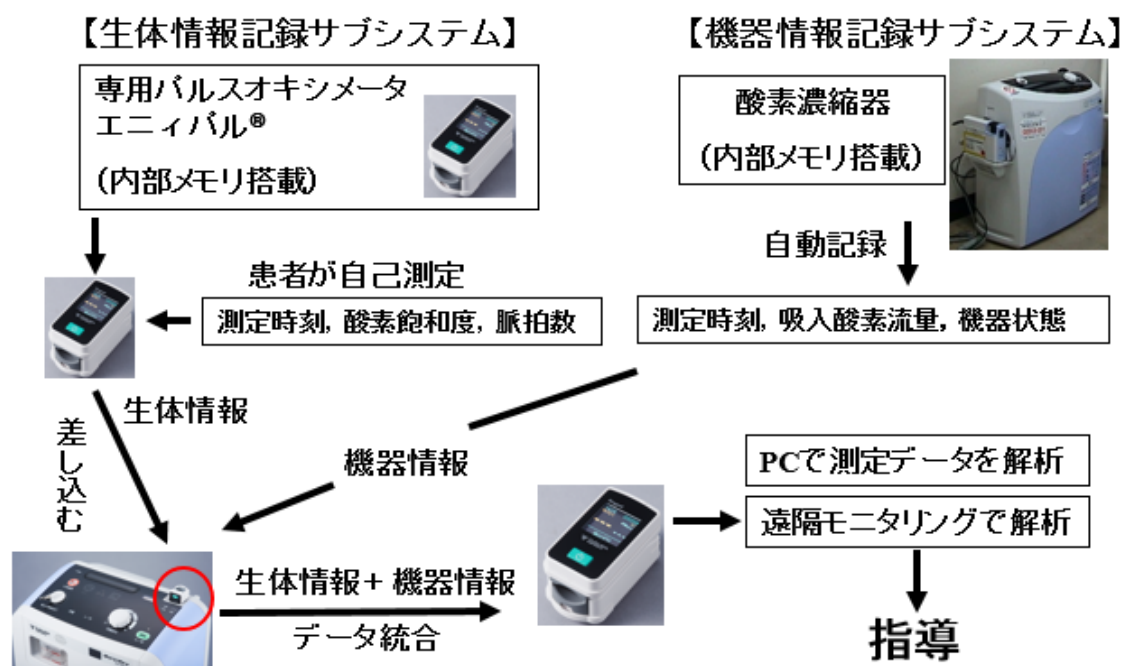 【生体情報記録サブシステム】
専用パルスオキシメータ
エニィパル®
(内部メモリ搭載)
患者が自己測定
測定時刻, 酸素飽和度, 脈拍数
生体情報
差し込む
【機器情報記録サブシステム】
酸素濃縮器
(内部メモリ搭載)
自動記録
測定時刻, 吸入酸素流量, 機器状態
機器情報
生体情報+ 機器情報
データ統合
PCで測定データを解析
遠隔モニタリングで解析
指導